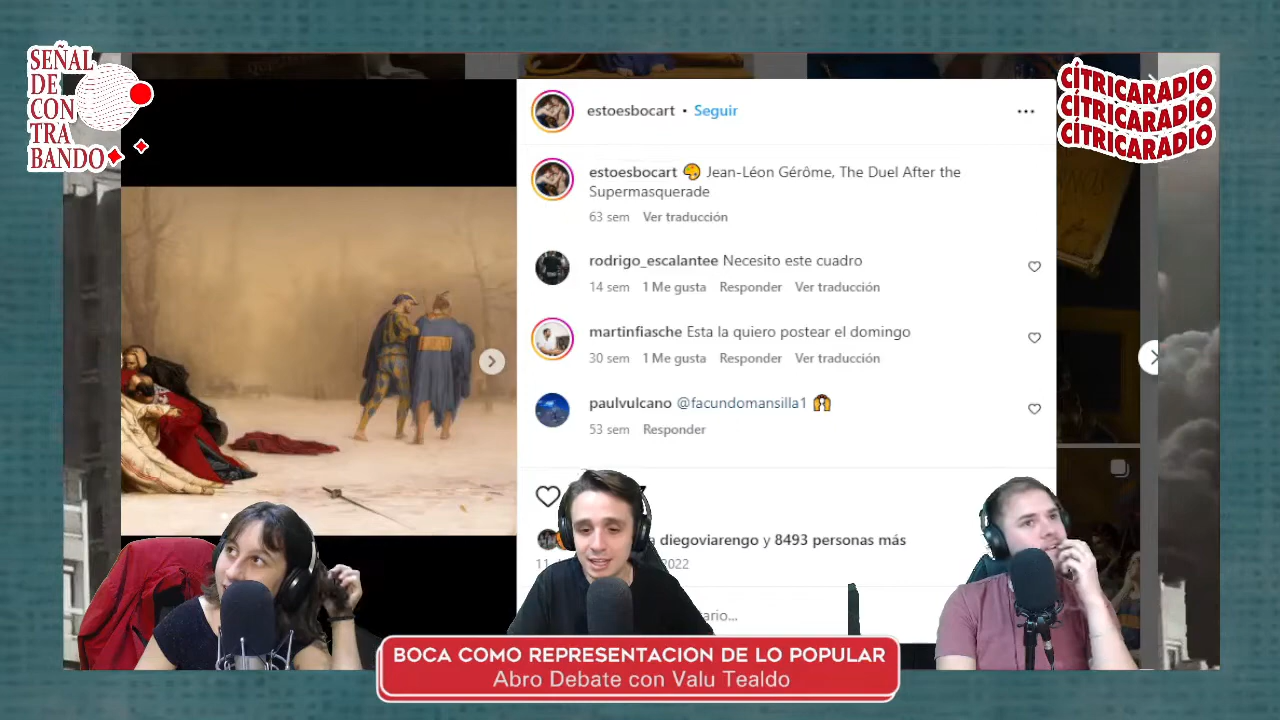 SEÑAL
DE
CON
TRA
BANDO
CÍTRICARADIO
CÍTRICARADIO
CÍTRICARADIO
estoesbocart • Seguir
estoesbocart 🎨 Jean-Léon Gérôme, The Duel After the
Supermasquerade
63 sem Ver traducción
rodrigo_escalantee Necesito este cuadro
14 sem 1 Me gusta Responder Ver traducción
martinfiasche Esta la quiero postear el domingo
30 sem 1 Me gusta Responder Ver traducción
paulvulcano @facundomansilla1
53 sem Responder
diegoviarengo y 8493 personas más
2022
BOCA COMO REPRESENTACION DE LO POPULAR
Abro Debate con Valu Tealdo